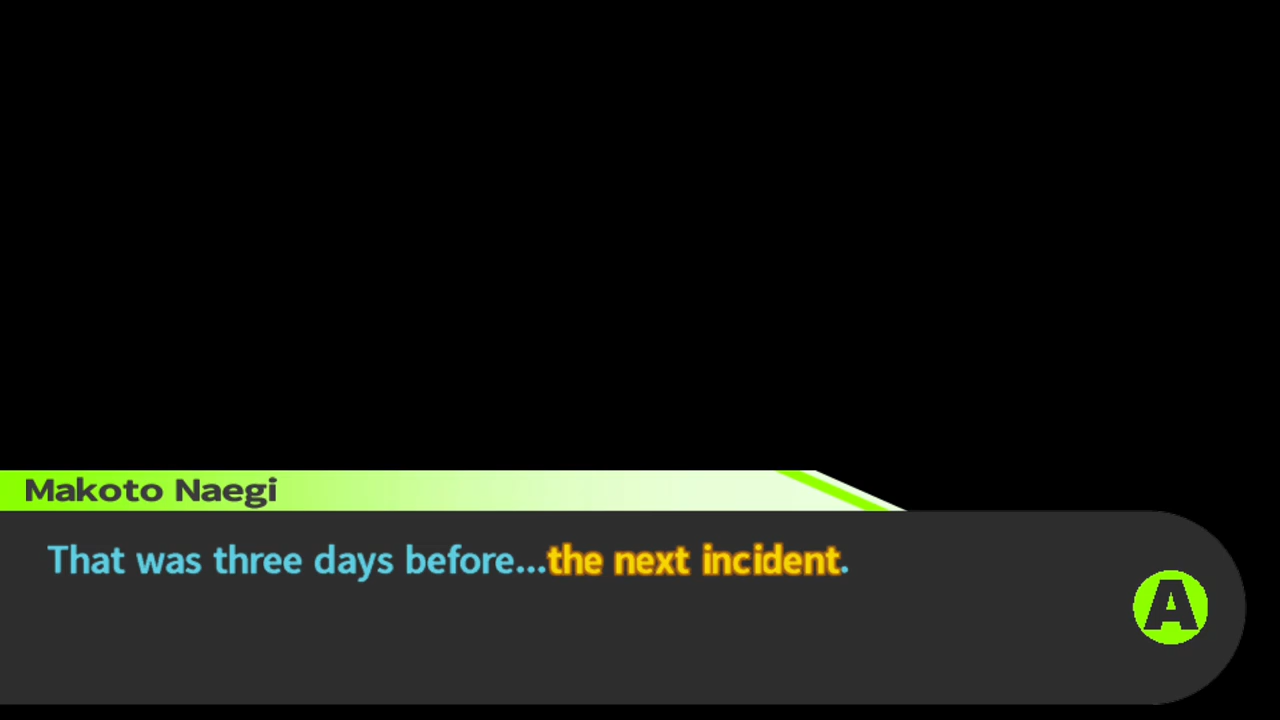 Makoto Naegi
That was three days before...the next incident.
A